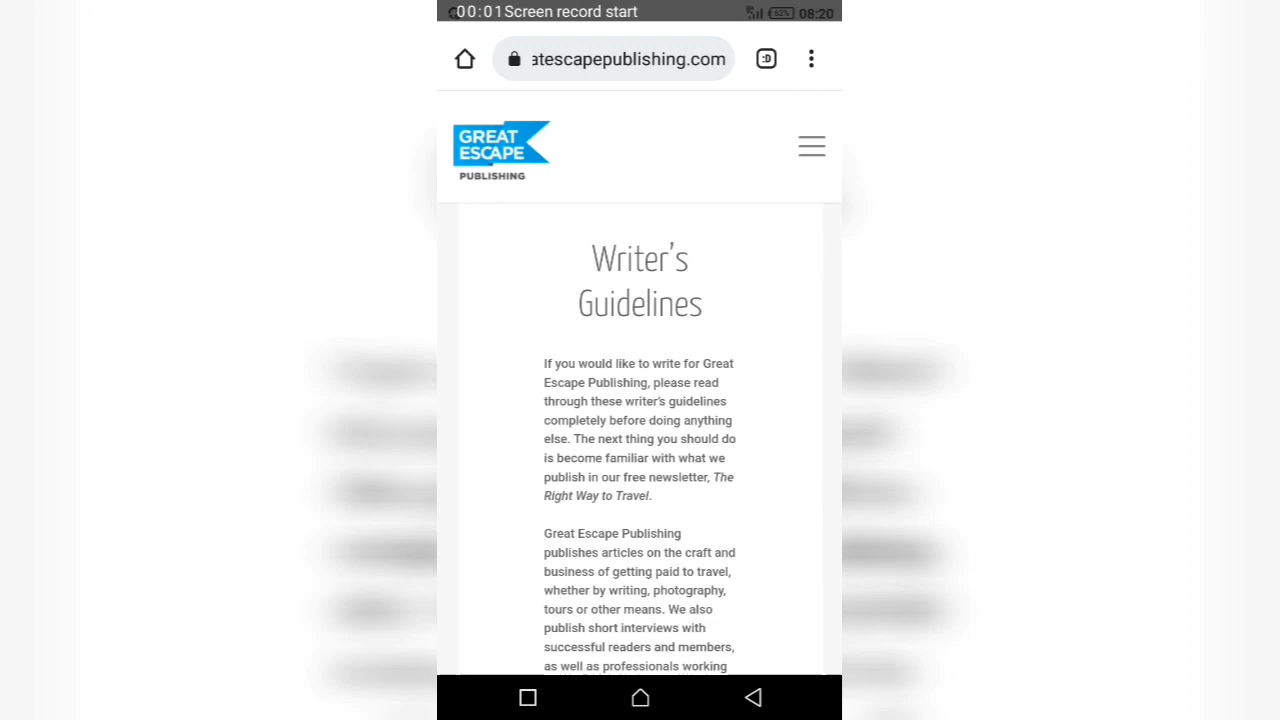 00:01Screen record start
62% 08:20
atescapepublishing.com
:D
GREAT
ESCAPE
PUBLISHING
Writer's
Guidelines
If you would like to write for Great
Escape Publishing, please read
through these writer's guidelines
completely before doing anything
else. The next thing you should do
is become familiar with what we
publish in our free newsletter, The
Right Way to Travel.
Great Escape Publishing
publishes articles on the craft and
business of getting paid to travel,
whether by writing, photography,
tours or other means. We also
publish short interviews with
successful readers and members,
as well as professionals working